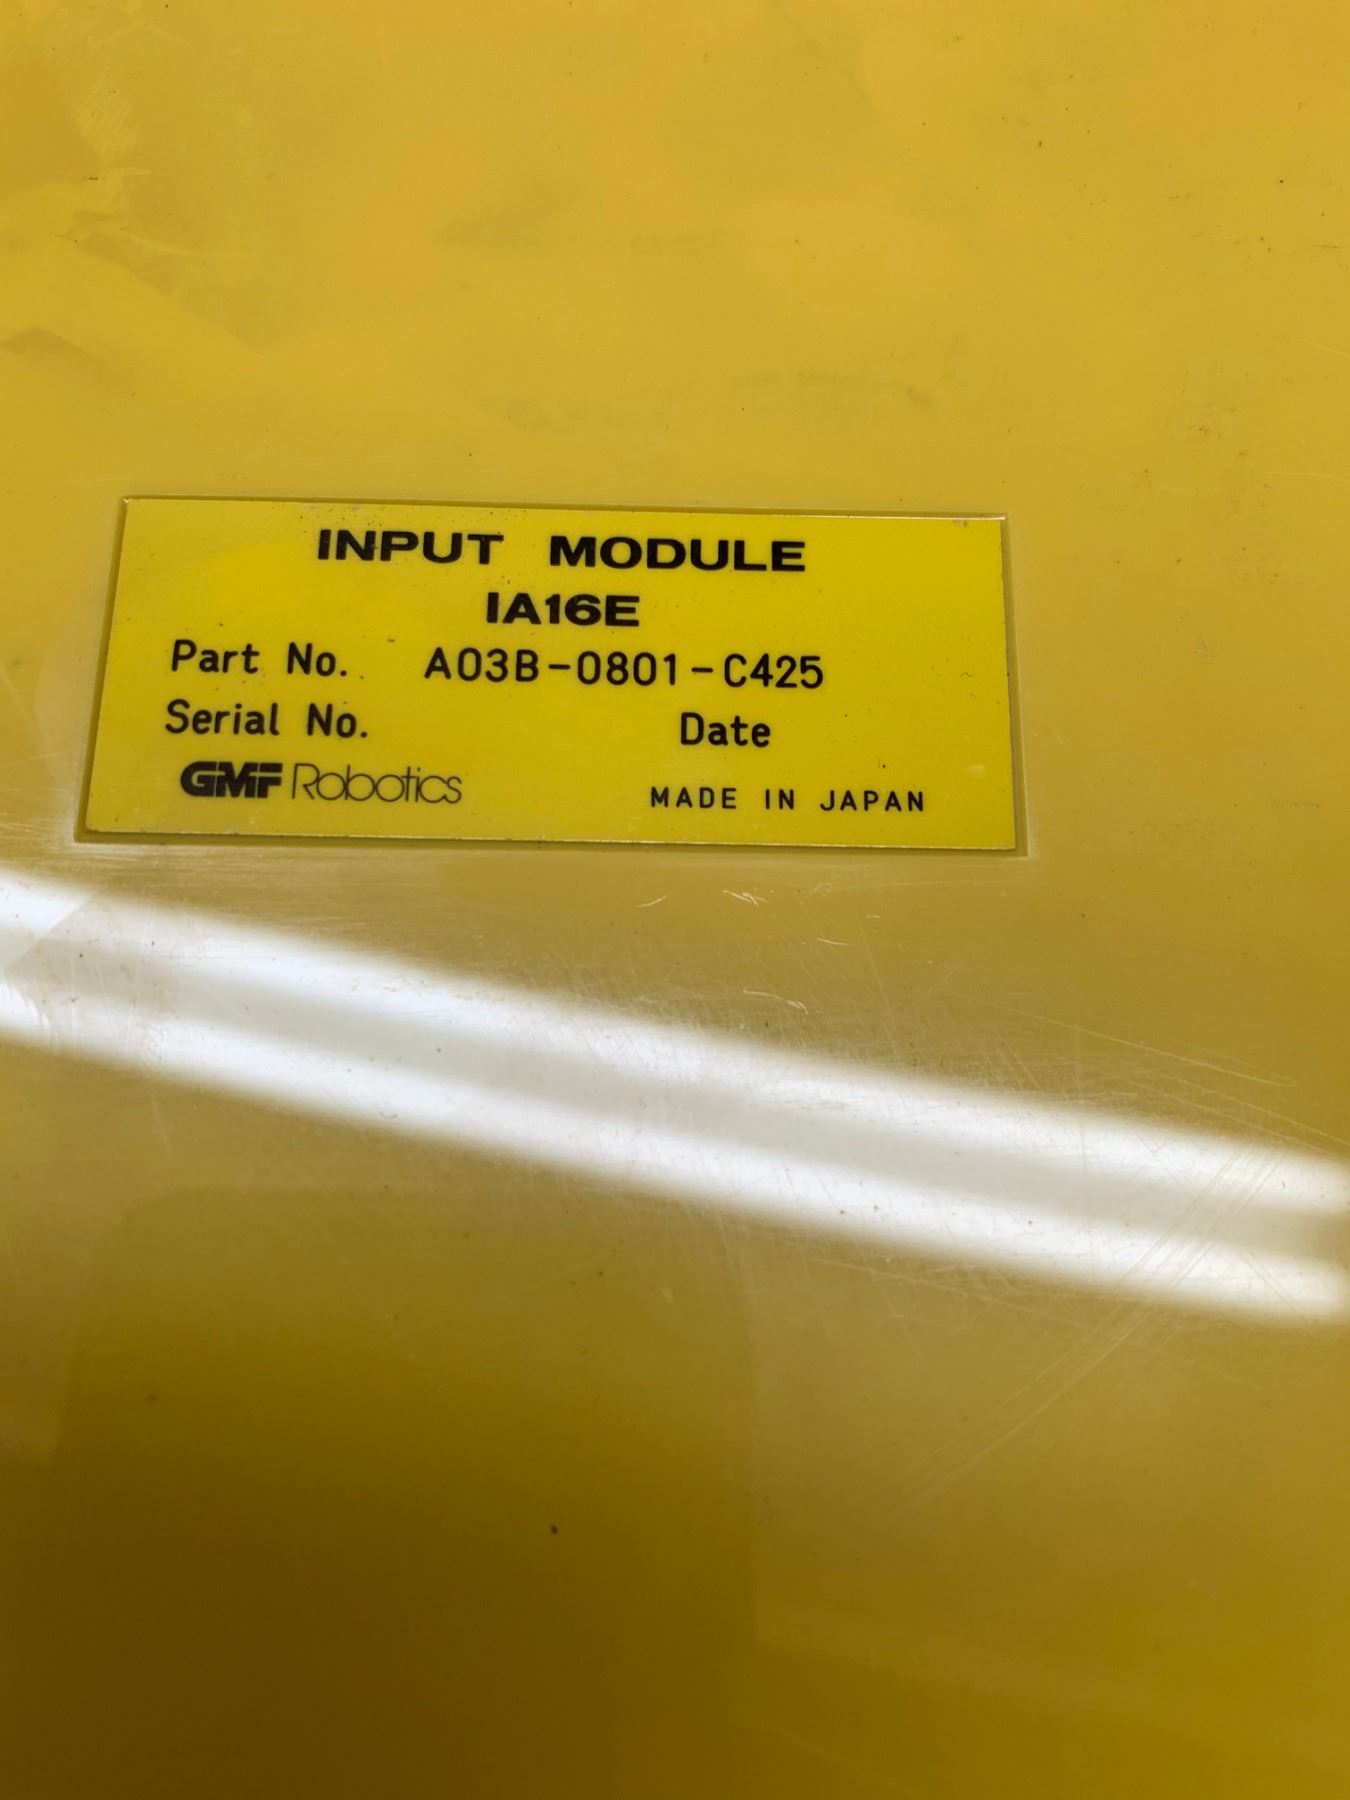 INPUT MODULE
IA16E
Part No. A03B-0801-C425
Serial No. Date
GMF Robotics MADE IN JAPAN